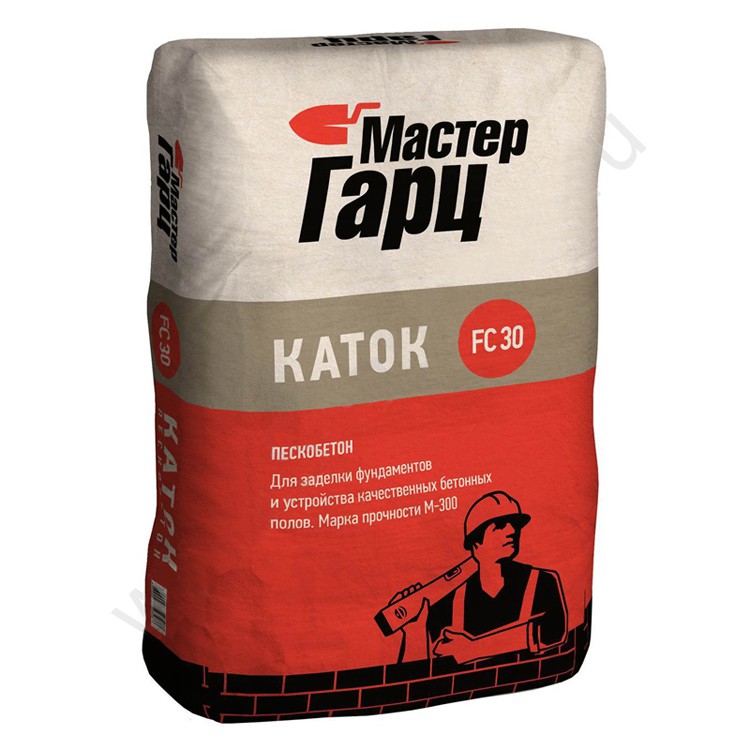 Мастер
Гарц
КАТОК
FC 30
ПЕСКОБЕТОН
Для заделки фундаментов
и устройства качественных бетонных
полов. Марка прочности М-300
Мастер
Гарц
FC 30
КАТОК
ПЕСКОБЕТОН